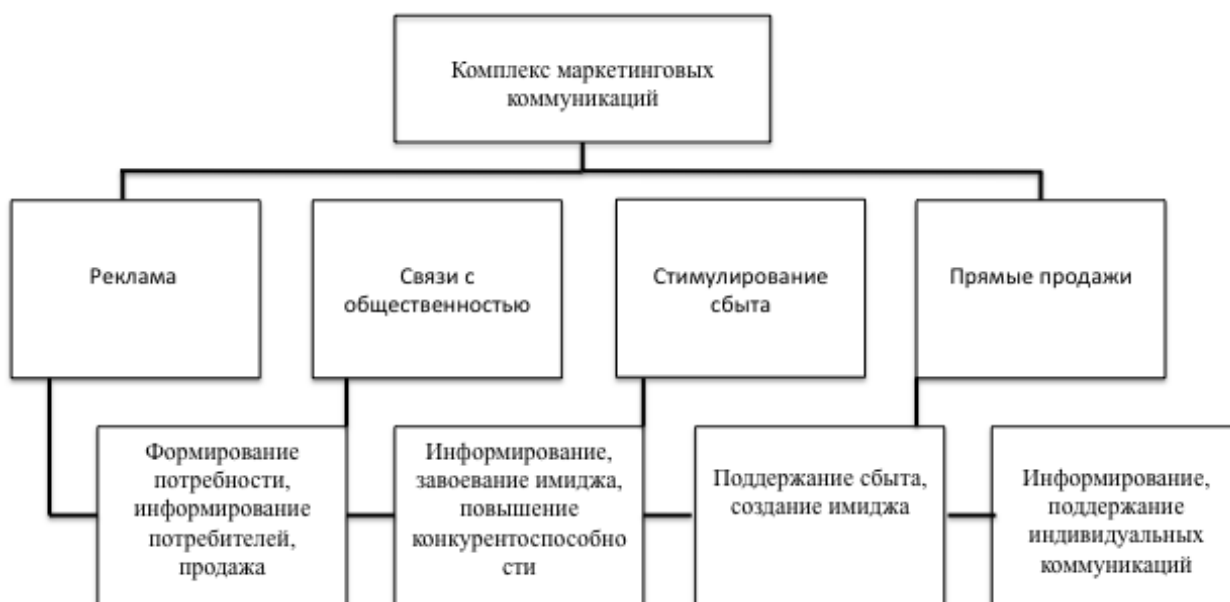 Комплекс маркетинговых
коммуникаций
Реклама
Связи с
общественностью
Стимулирование
сбыта
Прямые продажи
Формирование
потребности,
информирование
потребителей,
продажа
Информирование,
завоевание имиджа,
повышение
конкурентоспособно
сти
Поддержание сбыта,
создание имиджа
Информирование,
поддержание
индивидуальных
коммуникаций